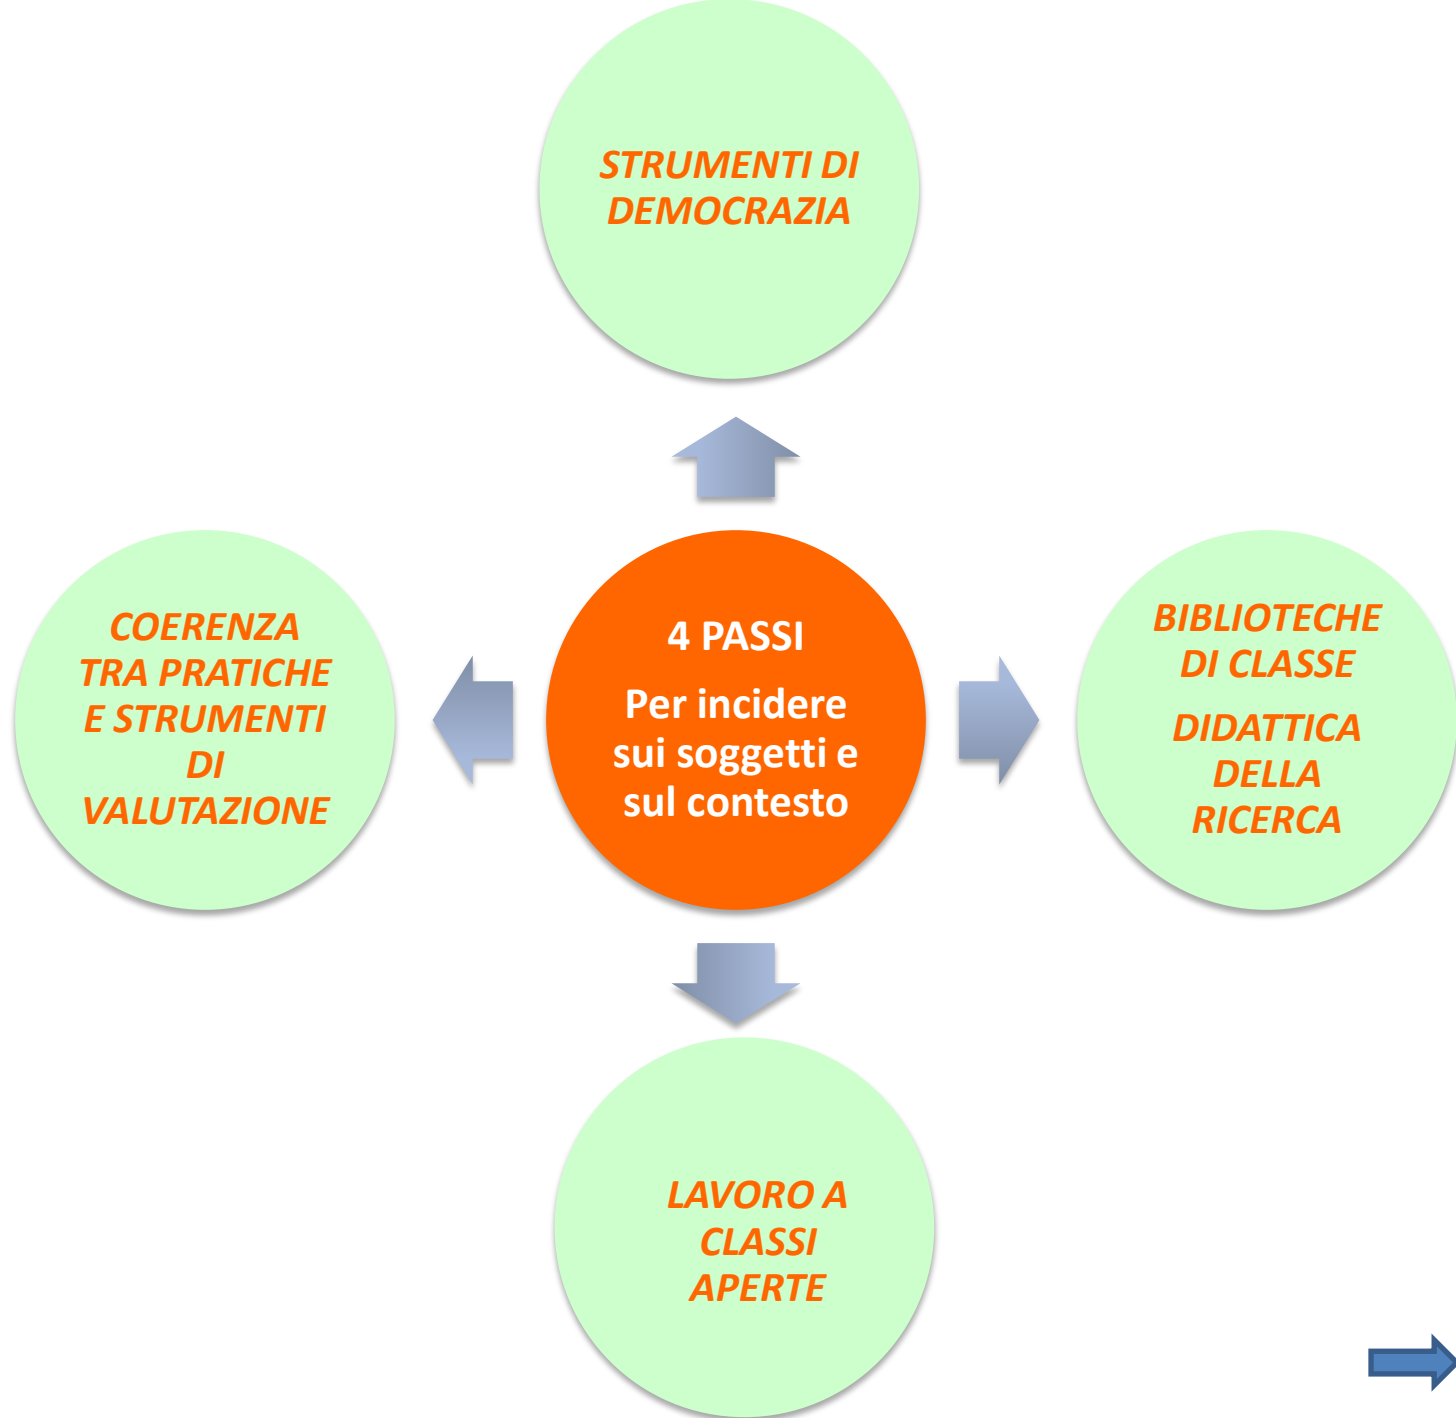 STRUMENTI DI
DEMOCRAZIA
COERENZA
TRA PRATICHE
E STRUMENTI
DI
VALUTAZIONE
4 PASSI
Per incidere
sui soggetti e
sul contesto
BIBLIOTECHE
DI CLASSE
DIDATTICA
DELLA
RICERCA
LAVORO A
CLASSI
APERTE